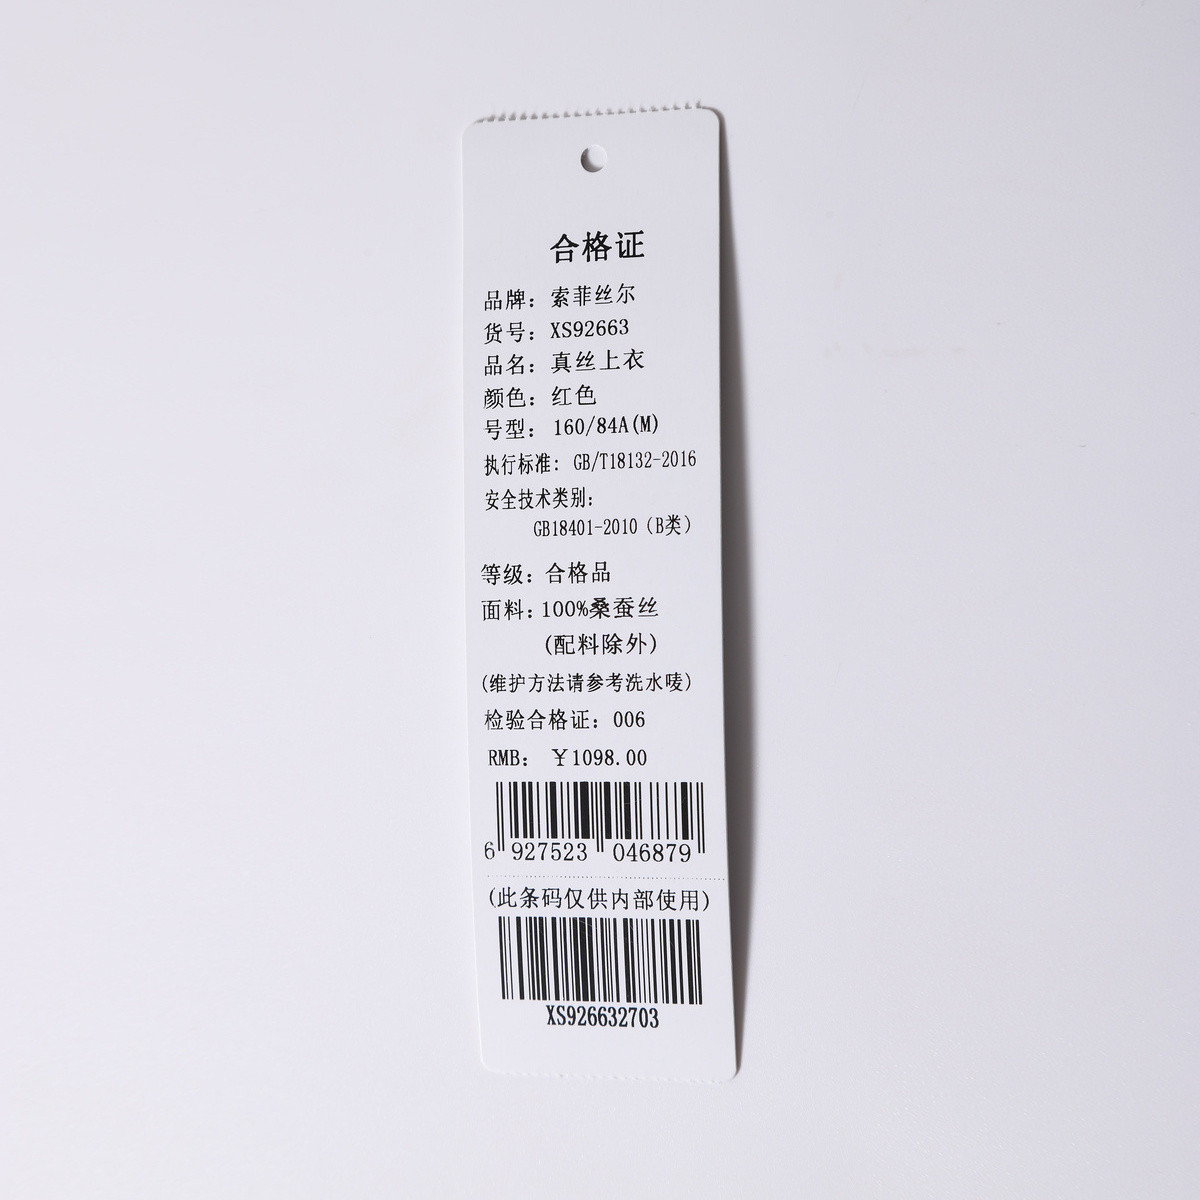 合格证
品牌：索菲丝尔
货号：XS92663
品名：真丝上衣
颜色：红色
号型：160/84A(M)
执行标准：GB/T18132-2016
安全技术类别：
GB18401-2010（B类）
等级：合格品
面料：100%桑蚕丝
(配料除外)
(维护方法请参考洗水唛)
检验合格证：006
RMB：￥1098.00
6 927523 046879
(此条码仅供内部使用)
XS926632703